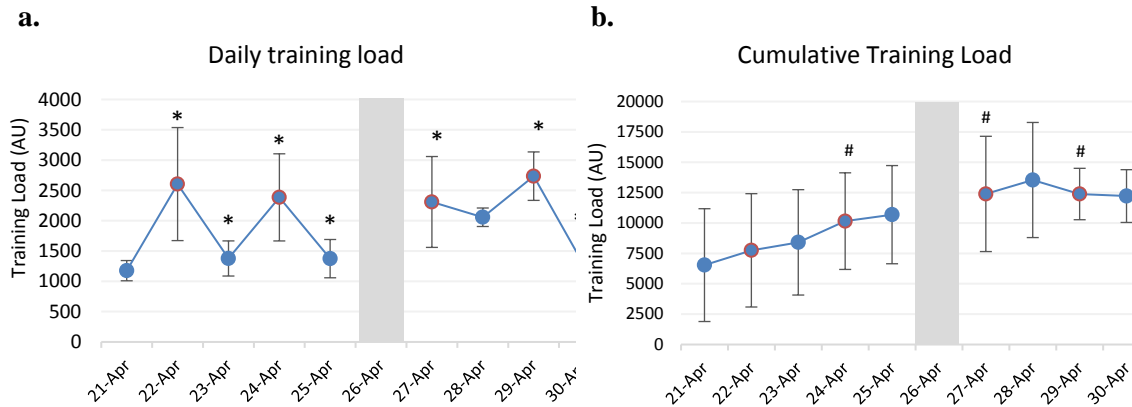 a.
Daily training load
Training Load (AU)
4000
3500
3000
2500
2000
1500
1000
500
0
*
*
*
*
*
*
21-Apr
22-Apr
23-Apr
24-Apr
25-Apr
26-Apr
27-Apr
28-Apr
29-Apr
b.
Cumulative Training Load
Training Load (AU)
20000
17500
15000
12500
10000
7500
5000
2500
0
#
#
#
21-Apr
22-Apr
23-Apr
24-Apr
25-Apr
26-Apr
27-Apr
28-Apr
29-Apr
30-Apr